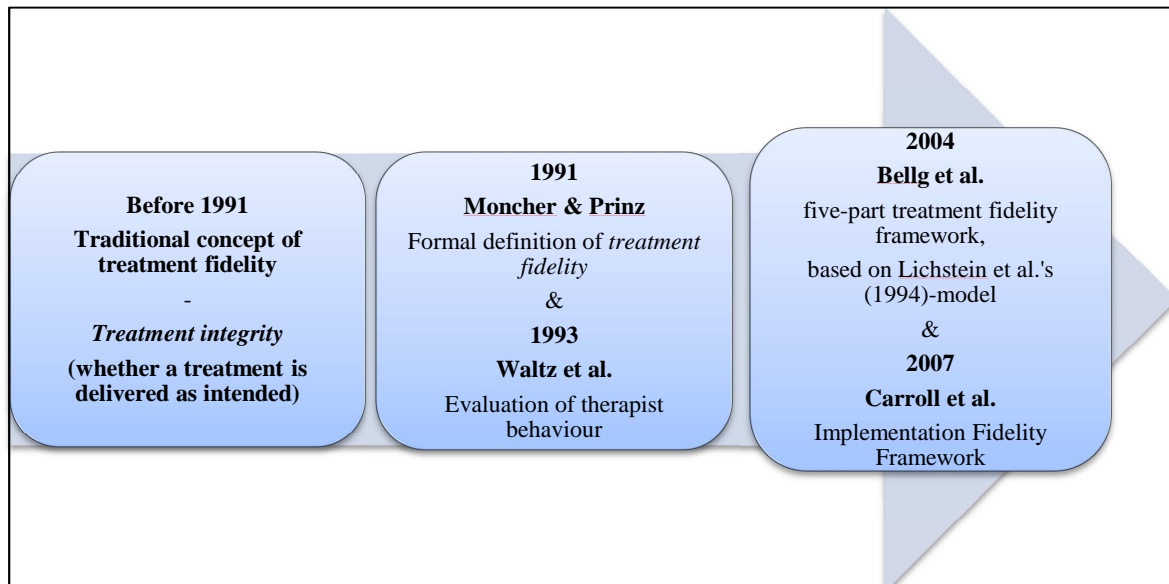 Before 1991
Traditional concept of
treatment fidelity
-
Treatment integrity
(whether a treatment is
delivered as intended)
1991
Moncher & Prinz
Formal definition of treatment
fidelity
&
1993
Waltz et al.
Evaluation of therapist
behaviour
2004
Bellg et al.
five-part treatment fidelity
framework,
based on Lichstein et al.'s
(1994)-model
&
2007
Carroll et al.
Implementation Fidelity
Framework